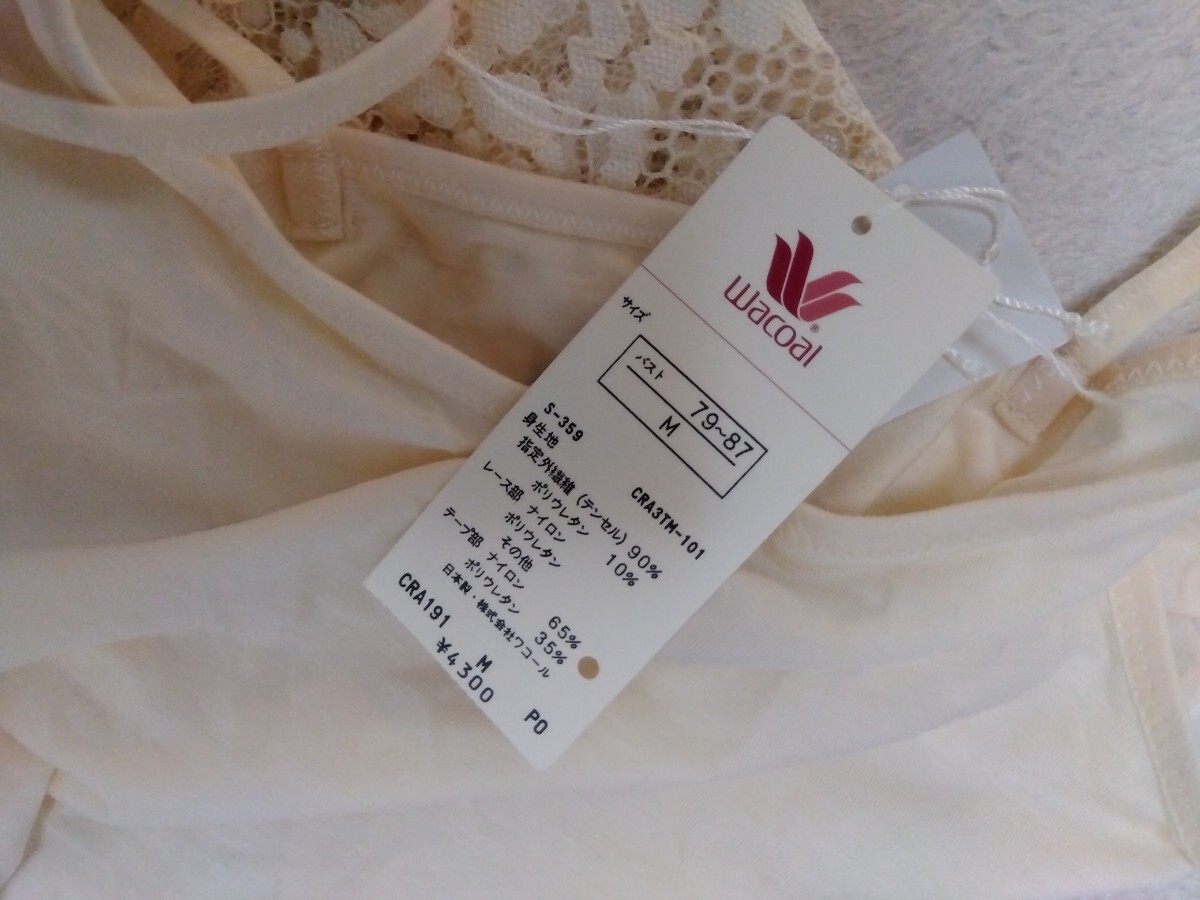 wacoal®
サイズ
バスト 79~87
M
S-359 CRA3TM-101
身生地
指定外繊維 (テンセル) 90%
ポリウレタン 10%
レース部 ナイロン
ポリウレタン
その他
テープ部 ナイロン 65%
ポリウレタン 35%
日本製・株式会社ワコール
CRA191 M
¥4300 PO